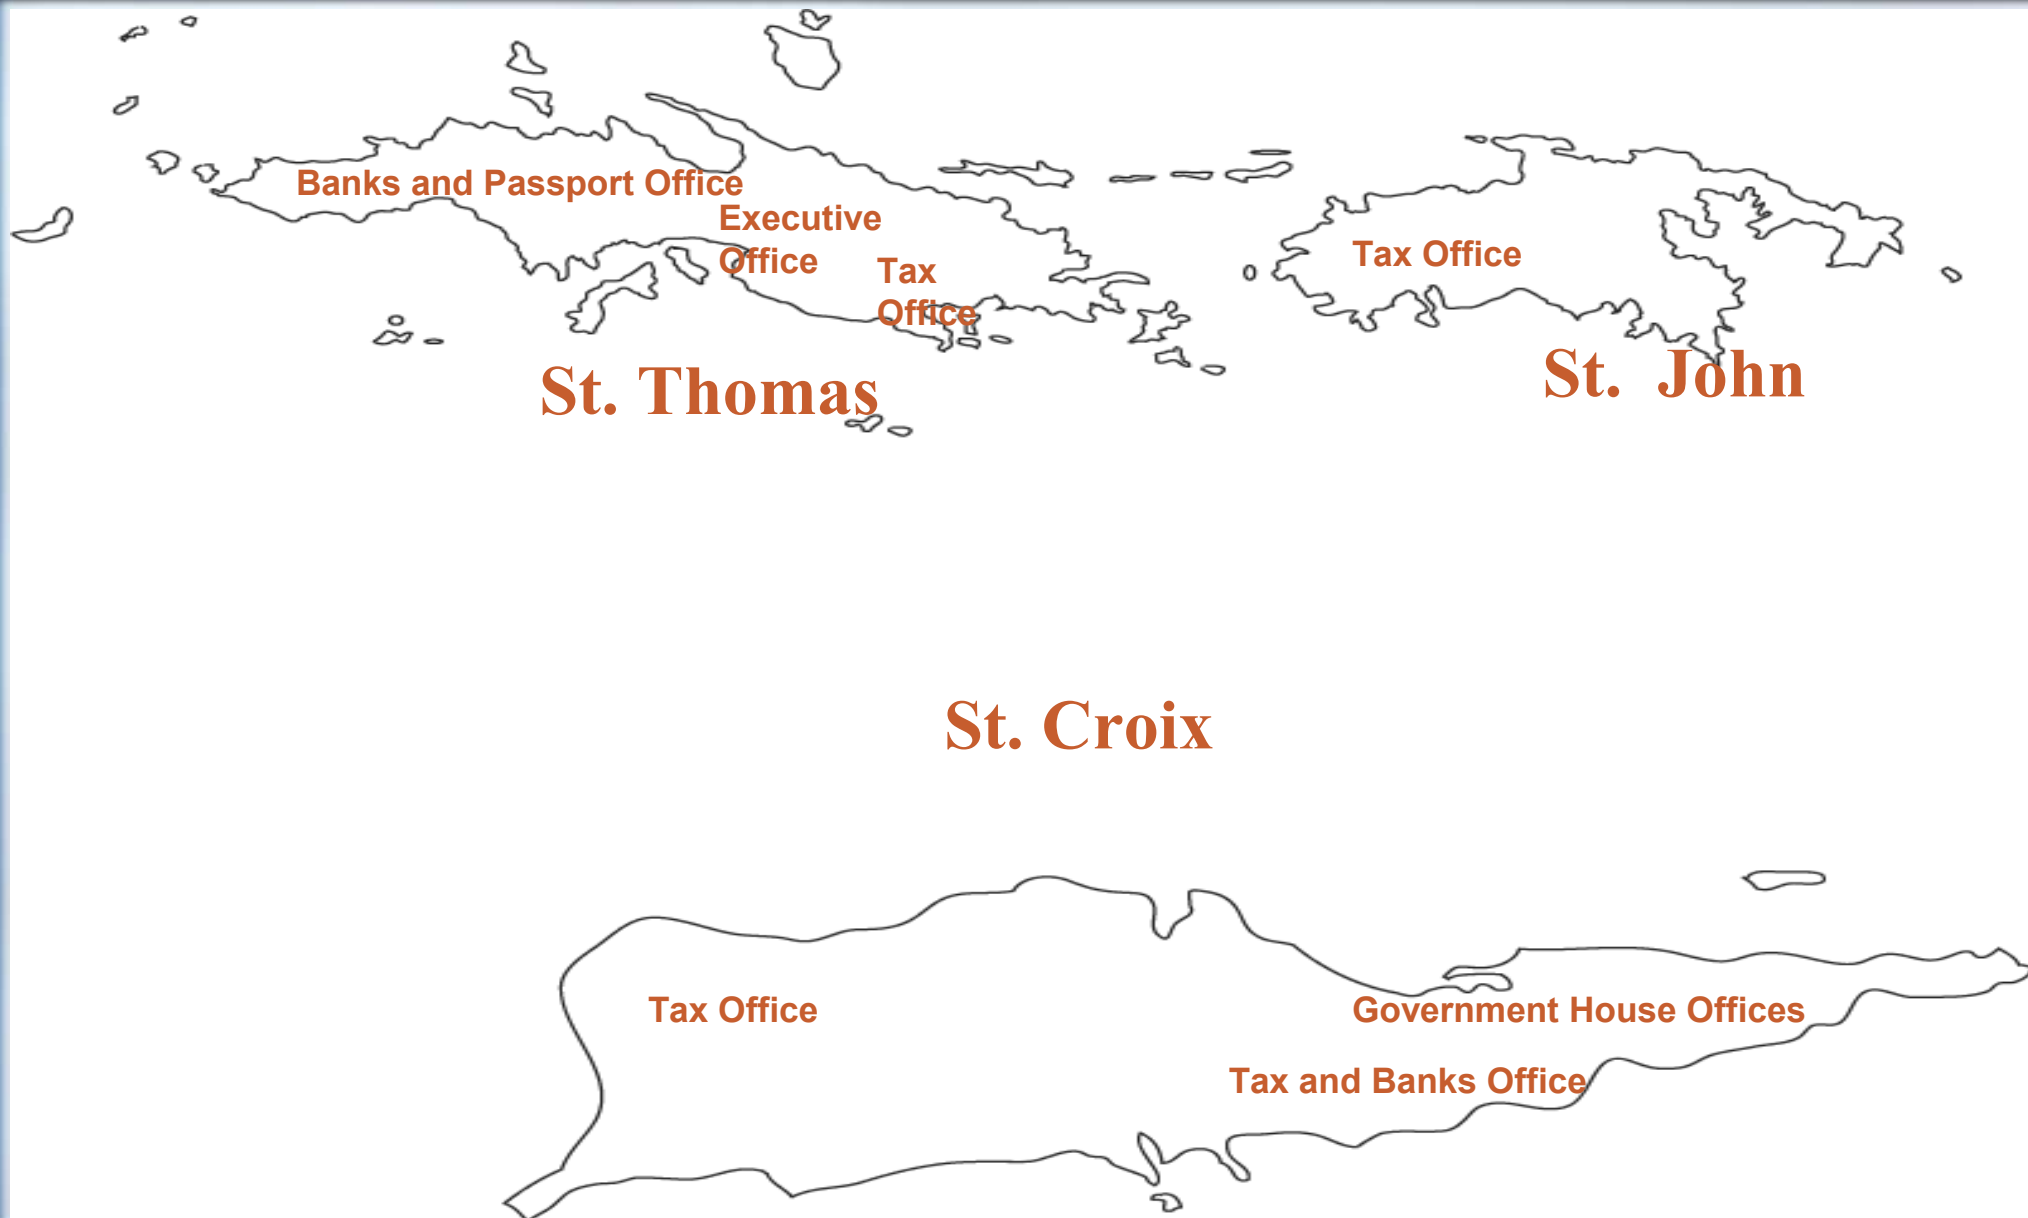 Banks and Passport Office
Executive
Office
Tax
Office
Tax Office
St. Thomas
St. John
St. Croix
Tax Office
Government House Offices
Tax and Banks Office